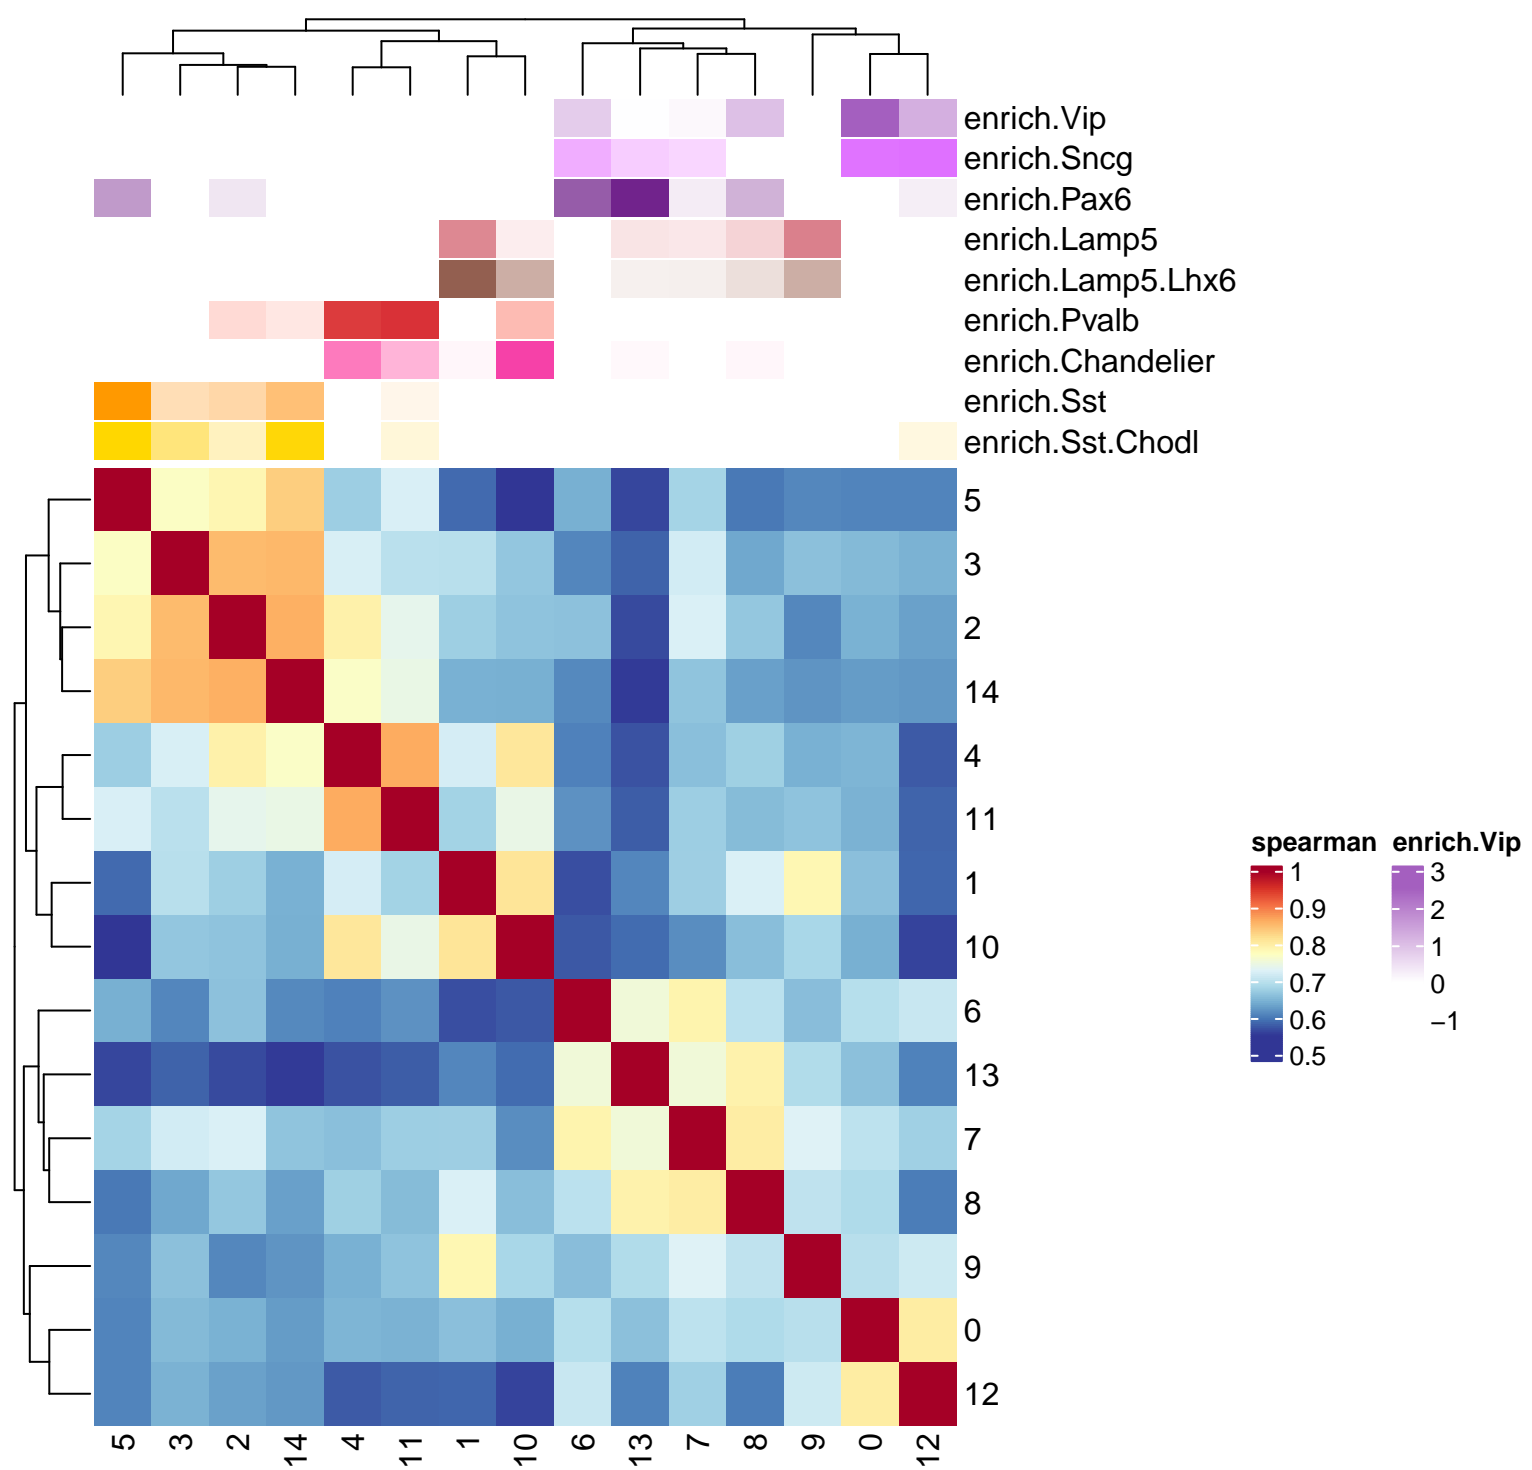 enrich.Vip
enrich.Sncg
enrich.Pax6
enrich.Lamp5
enrich.Lamp5.Lhx6
enrich.Pvalb
enrich.Chandelier
enrich.Sst
enrich.Sst.Chodl
5
3
2
14
4
11
1
10
6
13
7
8
9
0
12
5 3 2 14 4 11 1 10 6 13 7 8 9 0 12
spearman
1
0.9
0.8
0.7
0.6
0.5
enrich.Vip
3
2
1
0
−1